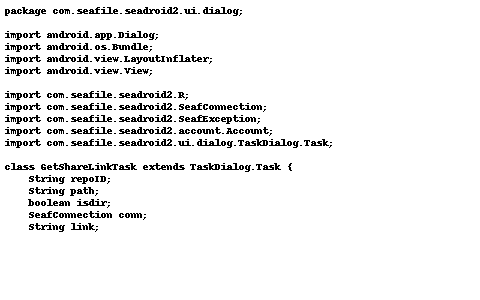 package com.seafile.seadroid2.ui.dialog;

import android.app.Dialog;
import android.os.Bundle;
import android.view.LayoutInflater;
import android.view.View;

import com.seafile.seadroid2.R;
import com.seafile.seadroid2.SeafConnection;
import com.seafile.seadroid2.SeafException;
import com.seafile.seadroid2.account.Account;
import com.seafile.seadroid2.ui.dialog.TaskDialog.Task;

class GetShareLinkTask extends TaskDialog.Task {
    String repoID;
    String path;
    boolean isdir;
    SeafConnection conn;
    String link;